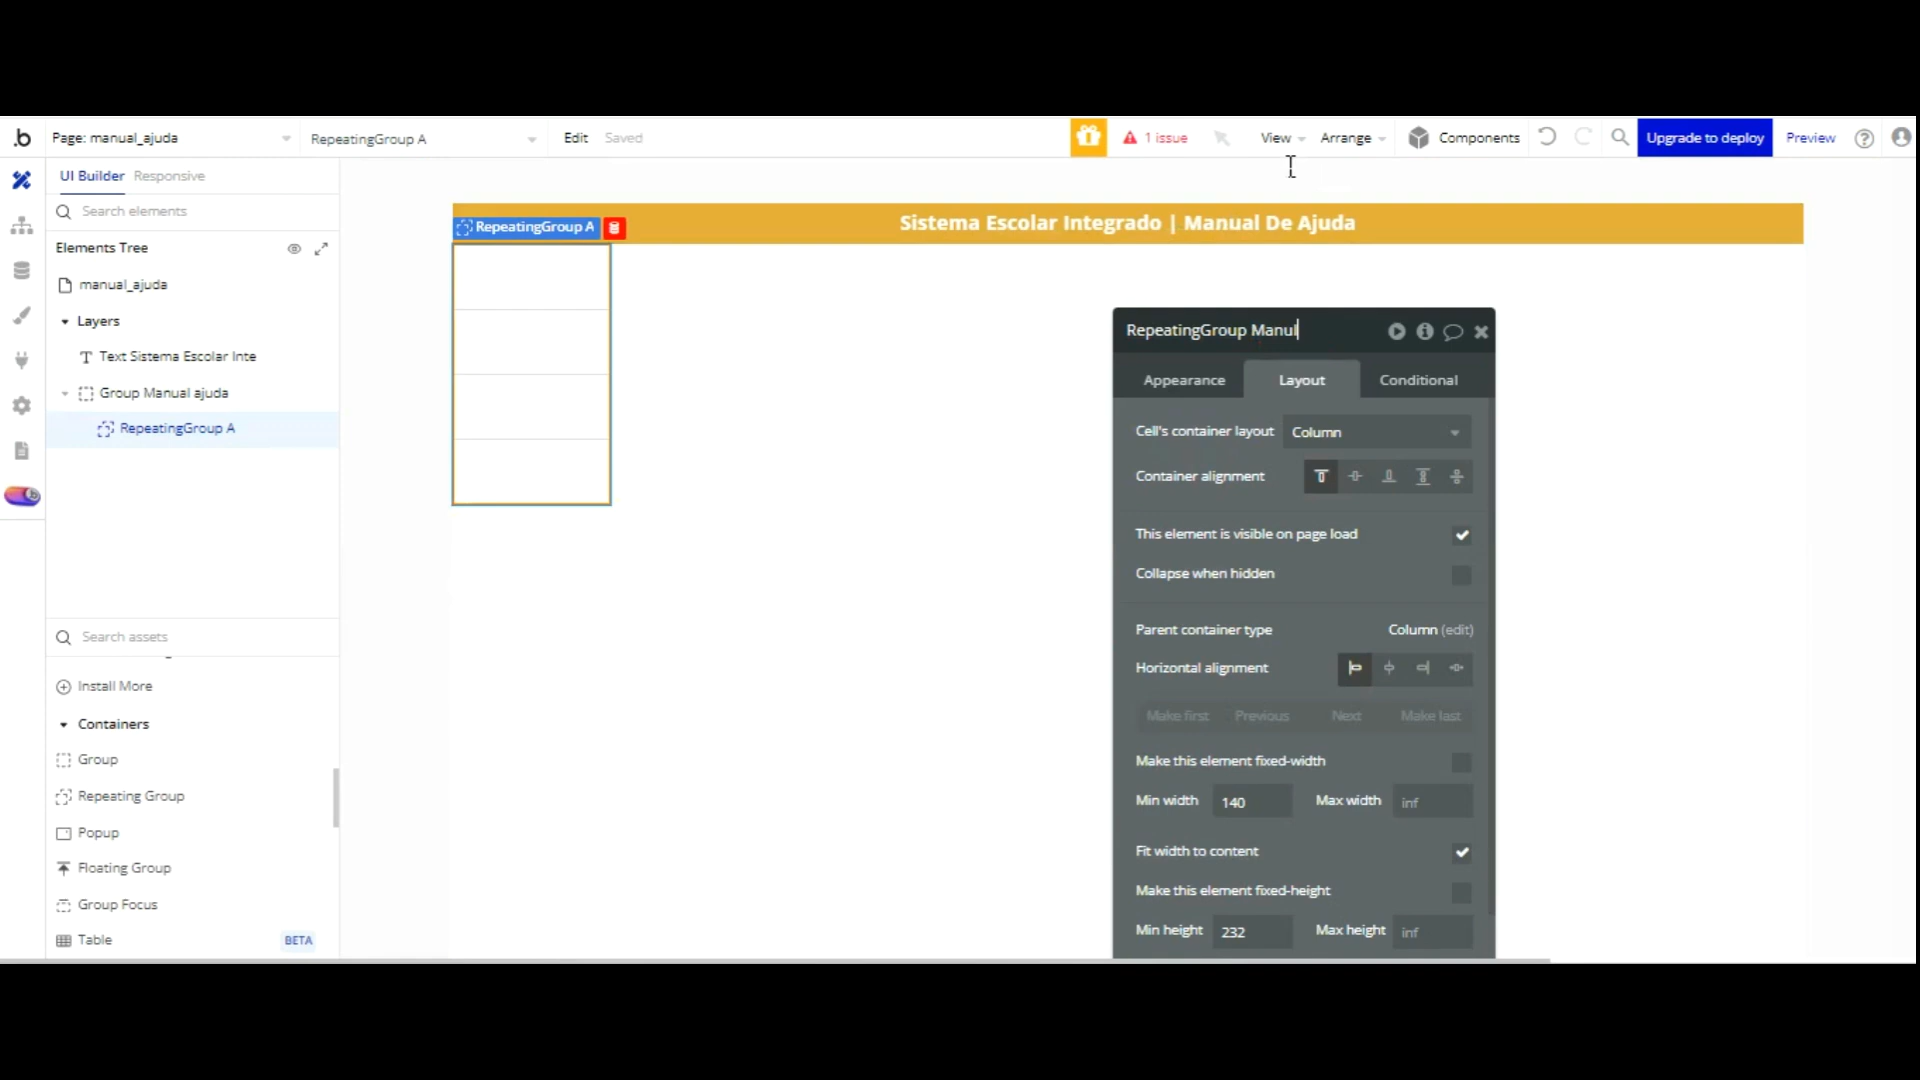 .b
Page: manual_ajuda
RepeatingGroup A
Edit
Saved
1 issue
View
Arrange
Components
Upgrade to deploy
Preview
UI Builder
Responsive
Search elements
Elements Tree
manual_ajuda
Layers
Text Sistema Escolar Inte
Group Manual ajuda
RepeatingGroup A
Search assets
Install More
Containers
Group
Repeating Group
Popup
Floating Group
Group Focus
Table
BETA
Sistema Escolar Integrado | Manual De Ajuda
RepeatingGroup A
RepeatingGroup Manul
Appearance
Layout
Conditional
Cell's container layout
Column
Container alignment
This element is visible on page load
Collapse when hidden
Parent container type
Column (edit)
Horizontal alignment
Make first
Previous
Next
Make last
Make this element fixed-width
Min width
140
Max width
inf
Fit width to content
Make this element fixed-height
Min height
232
Max height
inf